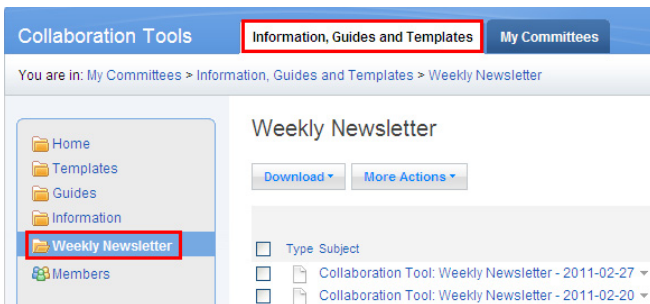 Collaboration Tools
Information, Guides and Templates
My Committees
You are in: My Committees > Information, Guides and Templates > Weekly Newsletter
Home
Templates
Guides
Information
Weekly Newsletter
Members
Weekly Newsletter
Download
More Actions
Type Subject
Collaboration Tool: Weekly Newsletter - 2011-02-27
Collaboration Tool: Weekly Newsletter - 2011-02-20